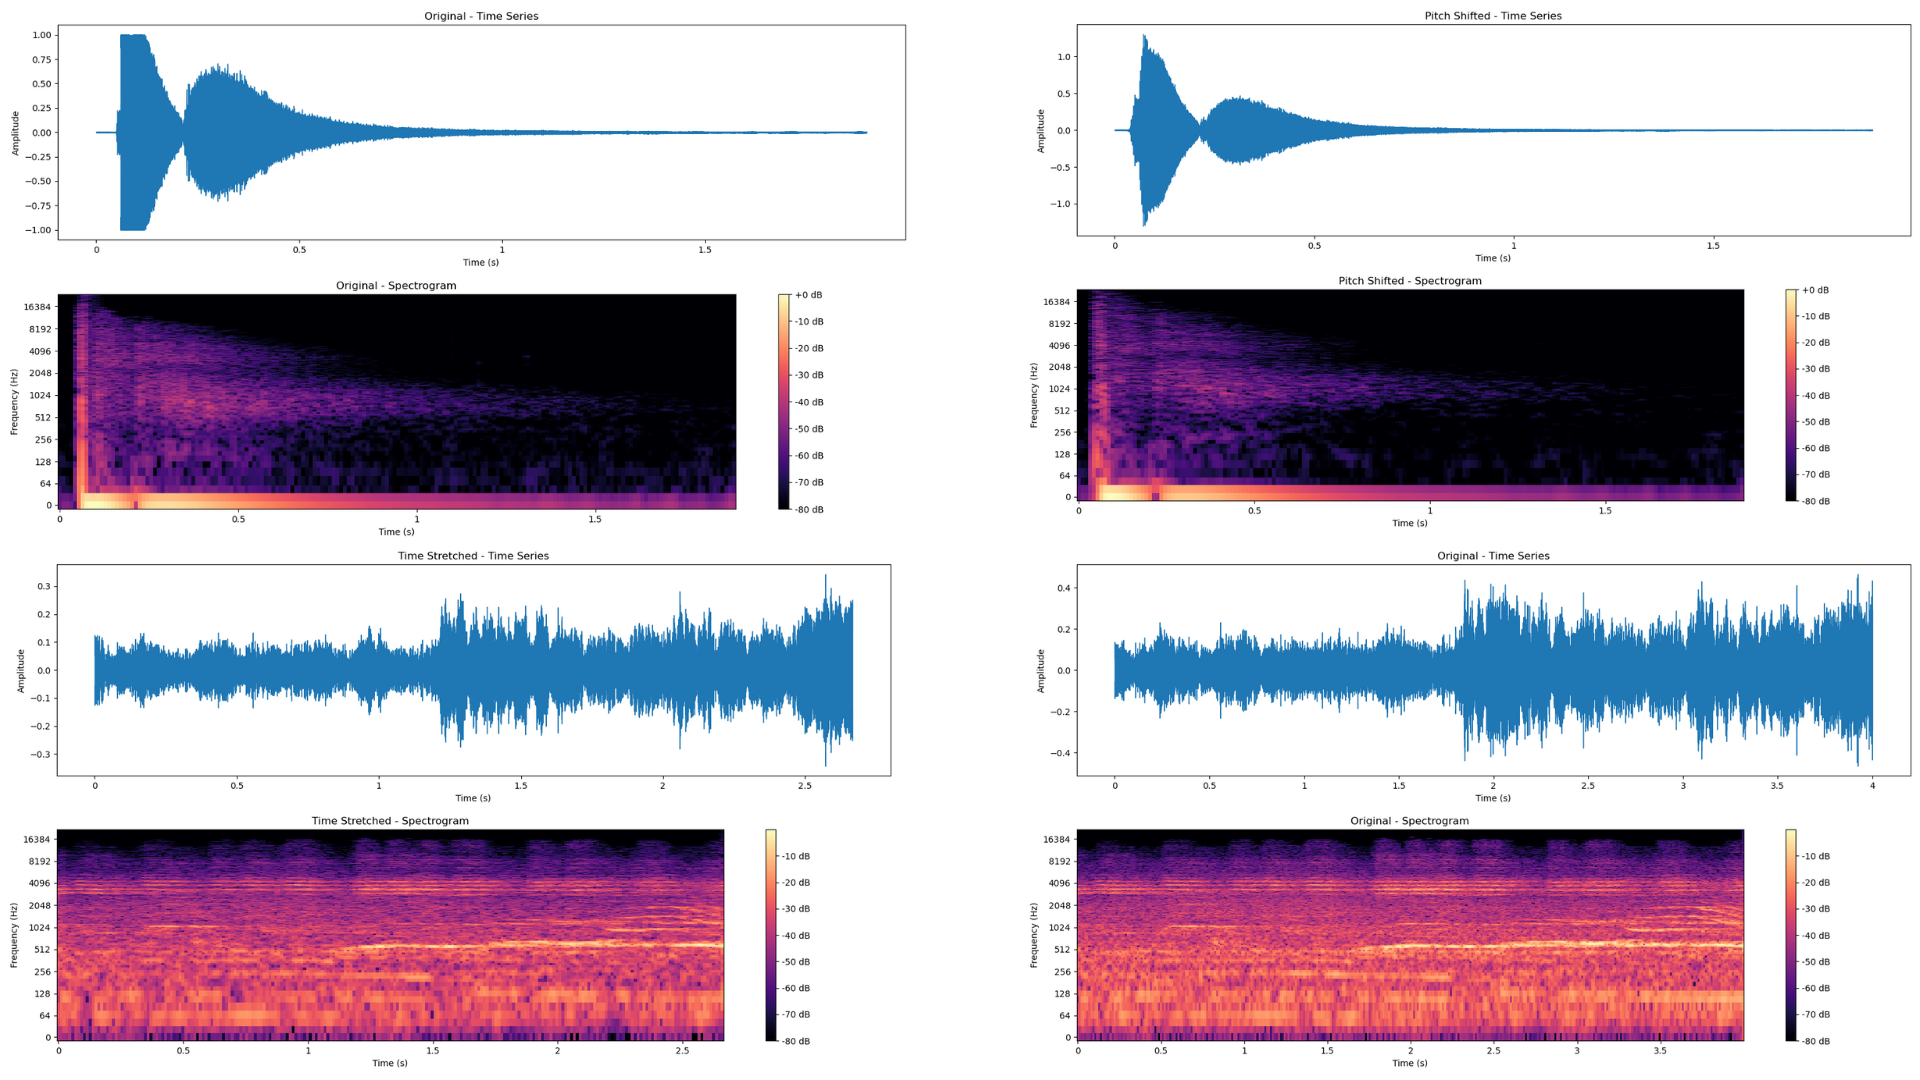 Original - Time Series
1.00
0.75
0.50
0.25
0.00
−0.25
−0.50
−0.75
−1.00
Amplitude
0 0.5 1 1.5
Time (s)
Pitch Shifted - Time Series
1.0
0.5
0.0
−0.5
−1.0
Amplitude
0 0.5 1 1.5
Time (s)
Original - Spectrogram
16384
8192
4096
2048
1024
512
256
128
64
0
Frequency (Hz)
0 0.5 1 1.5
Time (s)
+0 dB
-10 dB
-20 dB
-30 dB
-40 dB
-50 dB
-60 dB
-70 dB
-80 dB
Pitch Shifted - Spectrogram
16384
8192
4096
2048
1024
512
256
128
64
0
Frequency (Hz)
0 0.5 1 1.5
Time (s)
+0 dB
-10 dB
-20 dB
-30 dB
-40 dB
-50 dB
-60 dB
-70 dB
-80 dB
Time Stretched - Time Series
0.3
0.2
0.1
0.0
−0.1
−0.2
−0.3
Amplitude
0 0.5 1 1.5 2 2.5
Time (s)
Original - Time Series
0.4
0.2
0.0
−0.2
−0.4
Amplitude
0 0.5 1 1.5 2 2.5 3 3.5 4
Time (s)
Time Stretched - Spectrogram
16384
8192
4096
2048
1024
512
256
128
64
0
Frequency (Hz)
0 0.5 1 1.5 2 2.5
Time (s)
-10 dB
-20 dB
-30 dB
-40 dB
-50 dB
-60 dB
-70 dB
-80 dB
Original - Spectrogram
16384
8192
4096
2048
1024
512
256
128
64
0
Frequency (Hz)
0 0.5 1 1.5 2 2.5 3 3.5
Time (s)
-10 dB
-20 dB
-30 dB
-40 dB
-50 dB
-60 dB
-70 dB
-80 dB